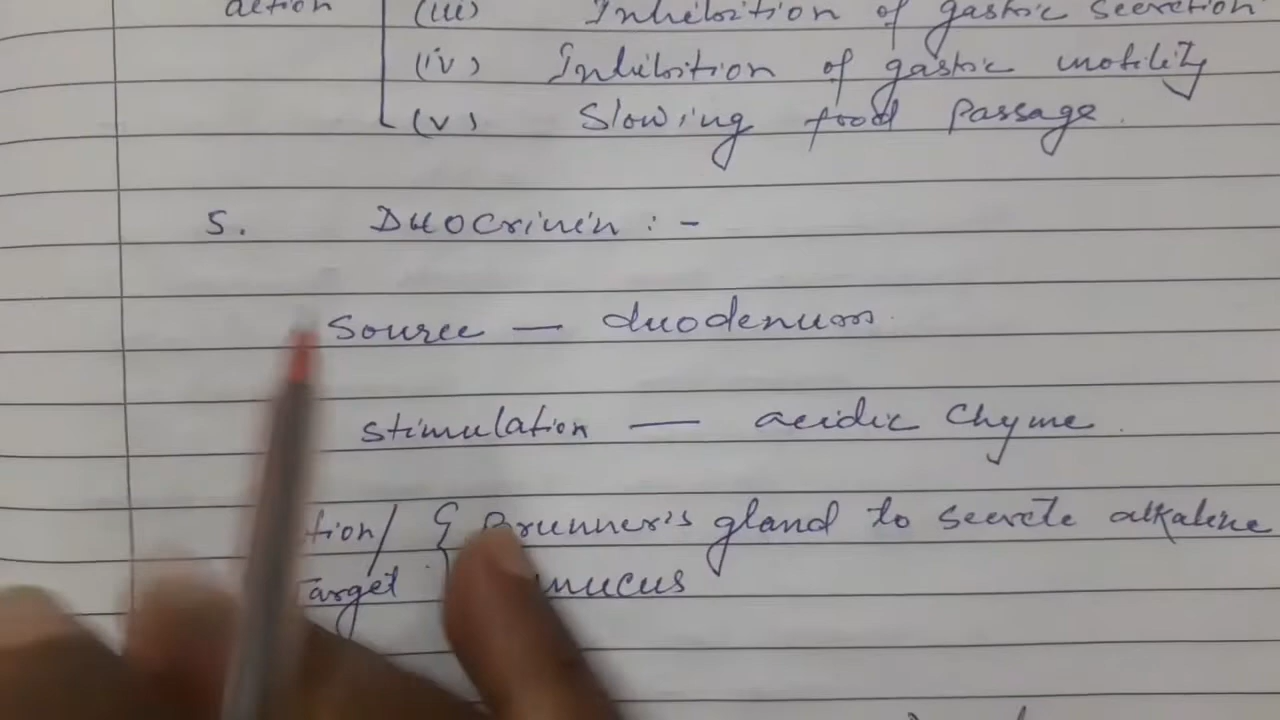 action (iii) Inhibition of gastric secretion
(iv) Inhibition of gastric motility
(v) Slowing food Passage.
5. Duocrinin : -
Source — duodenum.
stimulation — acidic Chyme.
tion/ { Brunner's gland to secrete alkaline
Target mucus